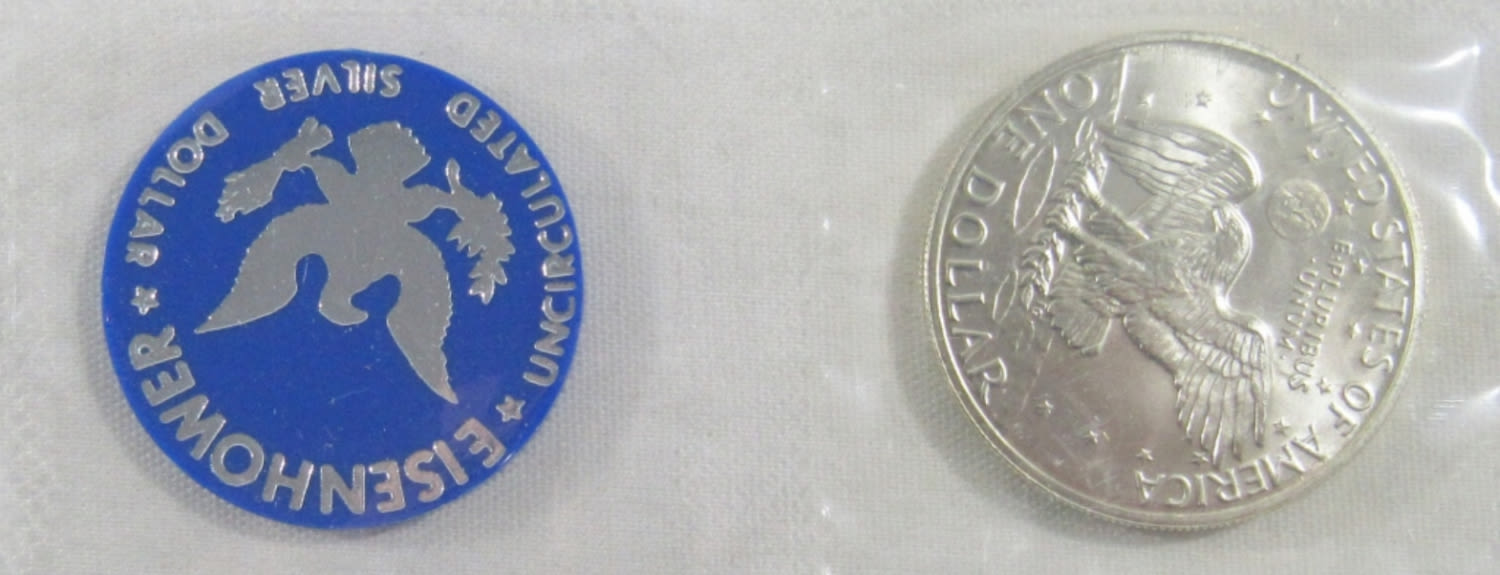 EISENHOWER
UNCIRCULATED SILVER DOLLAR
UNITED STATES OF AMERICA
E·PLURIBUS
·UNUM·
ONE DOLLAR